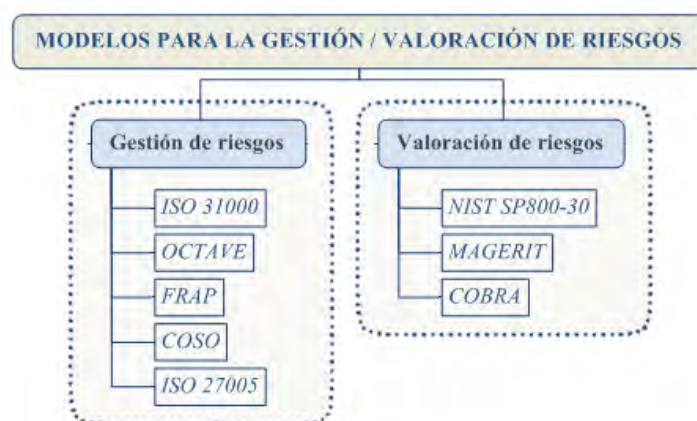 MODELOS PARA LA GESTIÓN / VALORACIÓN DE RIESGOS
Gestión de riesgos
ISO 31000
OCTAVE
FRAP
COSO
ISO 27005
Valoración de riesgos
NIST SP800-30
MAGERIT
COBRA